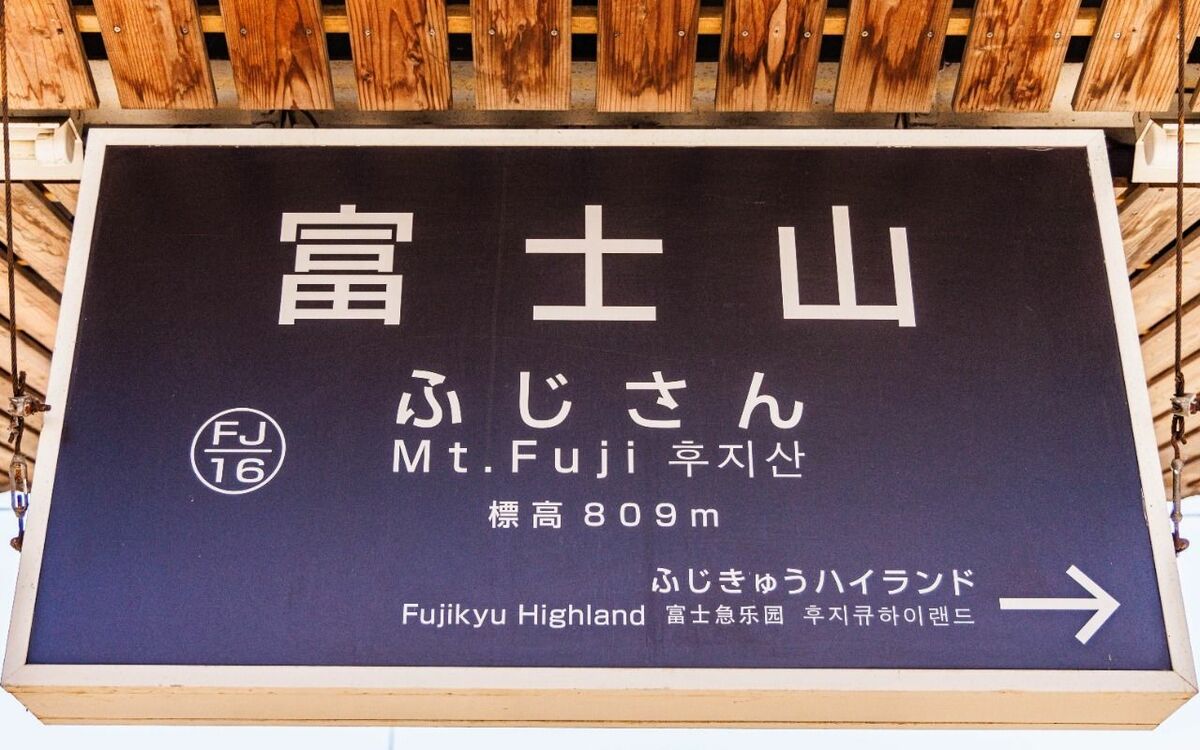 富士山
ふじさん
FJ
16
Mt.Fuji 후지산
標高 809m
ふじきゅうハイランド
Fujikyu Highland 富士急乐园 후지큐하이랜드